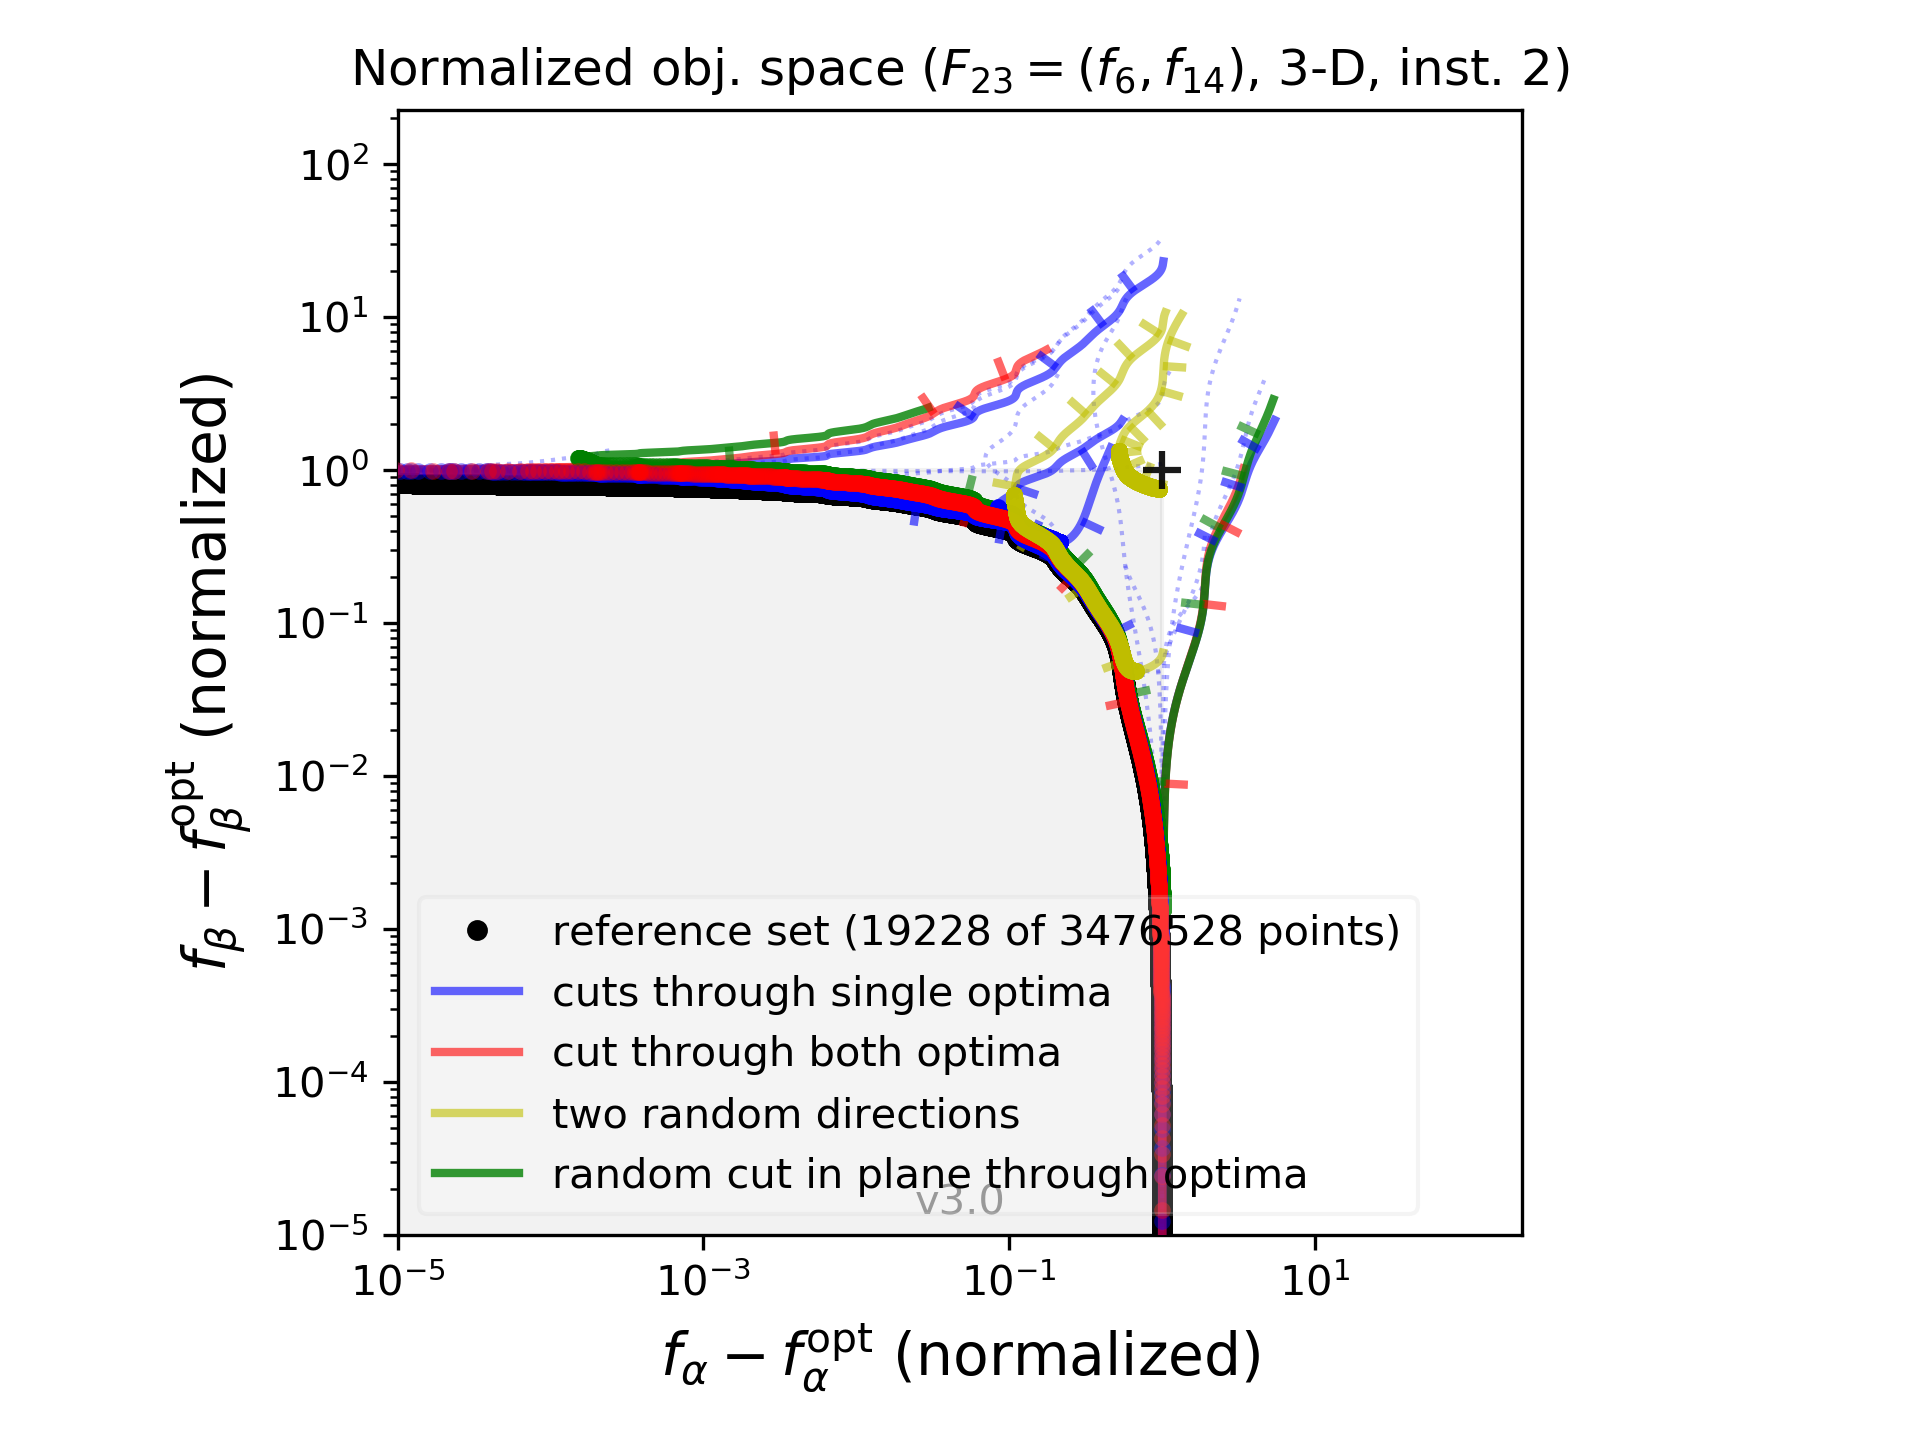 Normalized obj. space (F₂₃ = (f₆, f₁₄), 3-D, inst. 2)
10²
10¹
10⁰
10⁻¹
10⁻²
10⁻³
10⁻⁴
10⁻⁵
f_β − f_β^opt (normalized)
reference set (19228 of 3476528 points)
cuts through single optima
cut through both optima
two random directions
random cut in plane through optima
v3.0
10⁻⁵ 10⁻³ 10⁻¹ 10¹
f_α − f_α^opt (normalized)